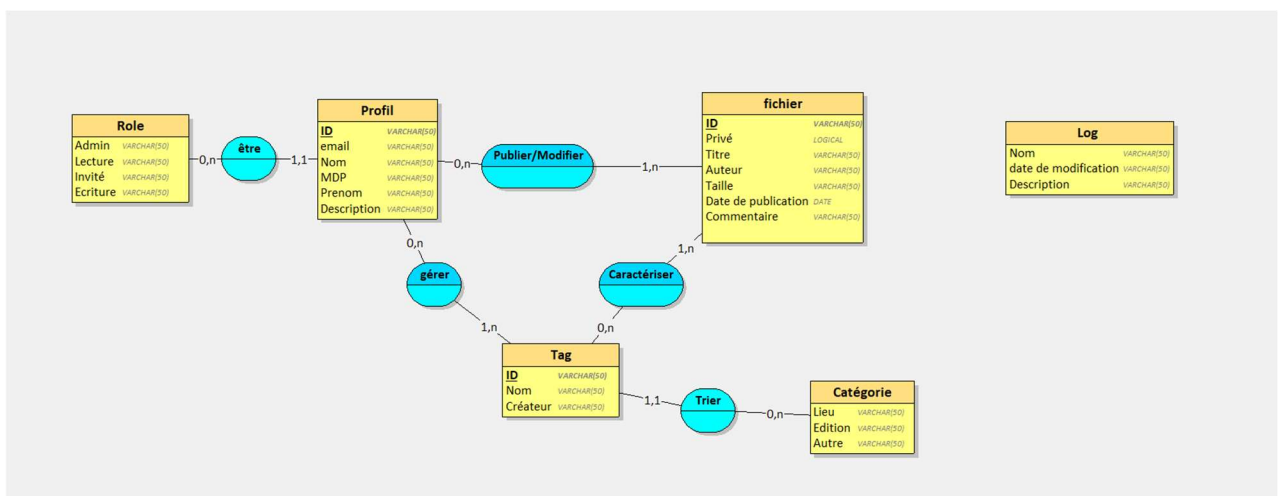 Role
Admin VARCHAR(50)
Lecture VARCHAR(50)
Invité VARCHAR(50)
Ecriture VARCHAR(50)
0,n
être
1,1
Profil
ID VARCHAR(50)
email VARCHAR(50)
Nom VARCHAR(50)
MDP VARCHAR(50)
Prenom VARCHAR(50)
Description VARCHAR(50)
0,n
Publier/Modifier
1,n
fichier
ID VARCHAR(50)
Privé LOGICAL
Titre VARCHAR(50)
Auteur VARCHAR(50)
Taille VARCHAR(50)
Date de publication DATE
Commentaire VARCHAR(50)
Log
Nom VARCHAR(50)
date de modification VARCHAR(50)
Description VARCHAR(50)
0,n
gérer
1,n
1,n
Caractériser
0,n
Tag
ID VARCHAR(50)
Nom VARCHAR(50)
Créateur VARCHAR(50)
1,1
Trier
0,n
Catégorie
Lieu VARCHAR(50)
Edition VARCHAR(50)
Autre VARCHAR(50)